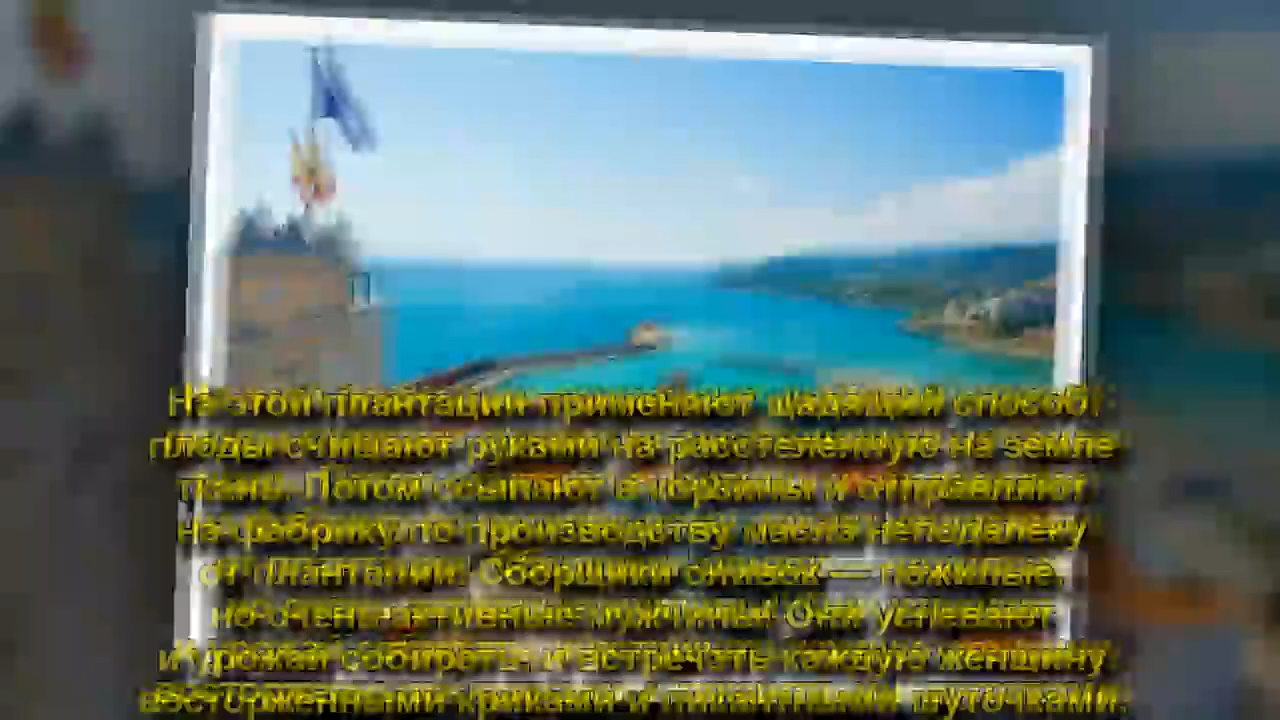 На этой плантации применяют щадящий способ:
плоды счищают руками на расстеленную на земле
ткань. Потом ссыпают в корзины и отправляют
на фабрику по производству масла неподалеку
от плантации. Сборщики оливок — пожилые,
но очень активные мужчины! Они успевают
и урожай собирать, и встречать каждую женщину
восторженными криками и пикантными шуточками.